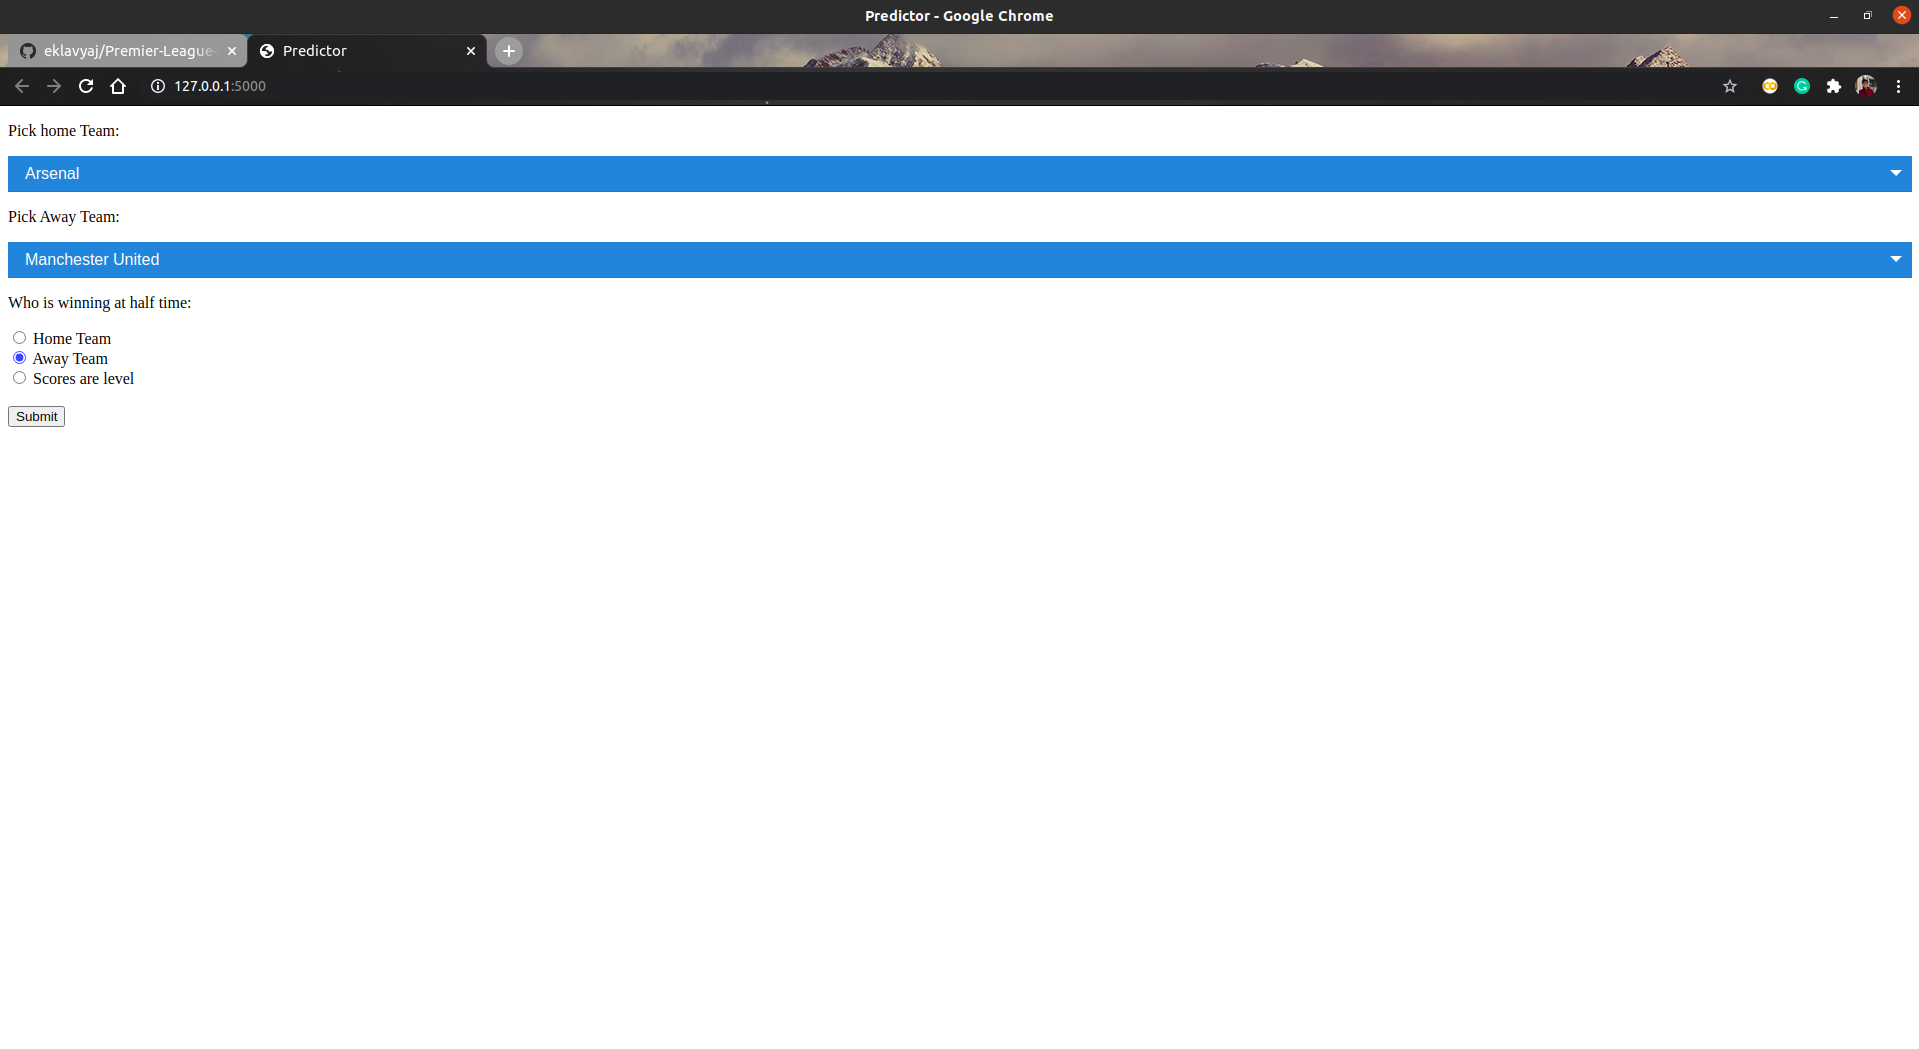 Predictor - Google Chrome
eklavyaj/Premier-League-
Predictor
127.0.0.1:5000
Pick home Team:
Arsenal
Pick Away Team:
Manchester United
Who is winning at half time:
Home Team
Away Team
Scores are level
Submit